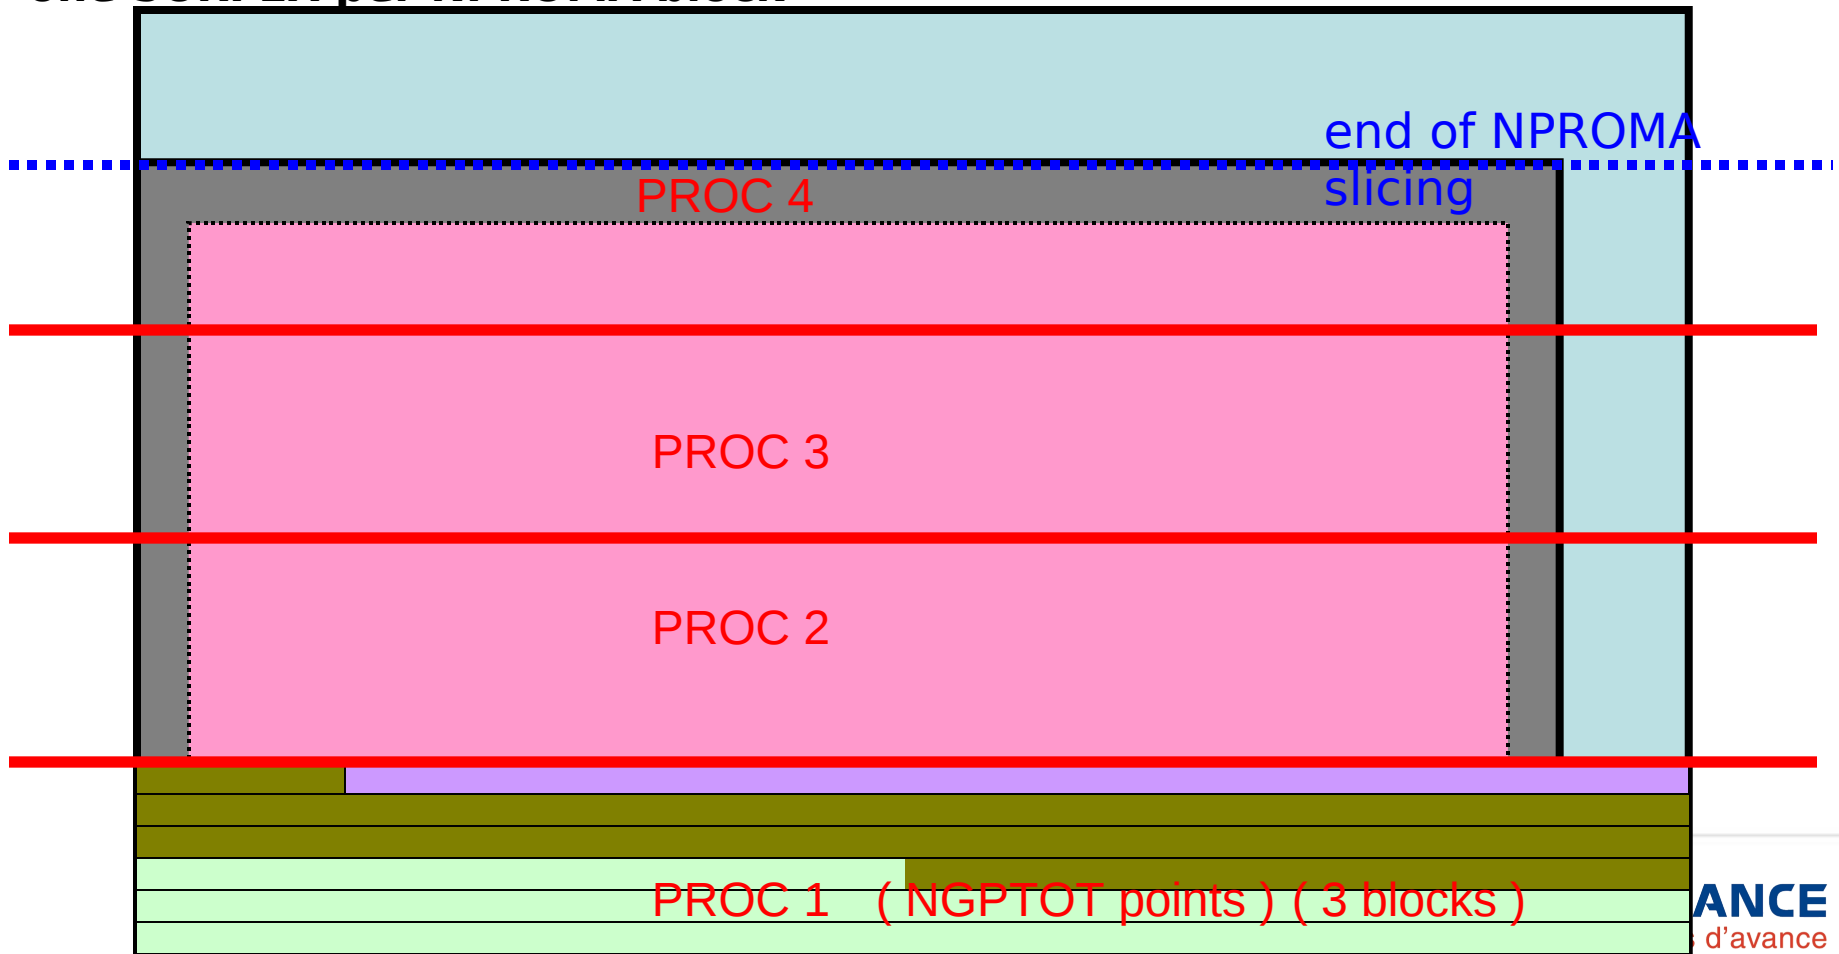 end of NPROMA
slicing
PROC 4
PROC 3
PROC 2
PROC 1 ( NGPTOT points ) ( 3 blocks )
ANCE
d'avance